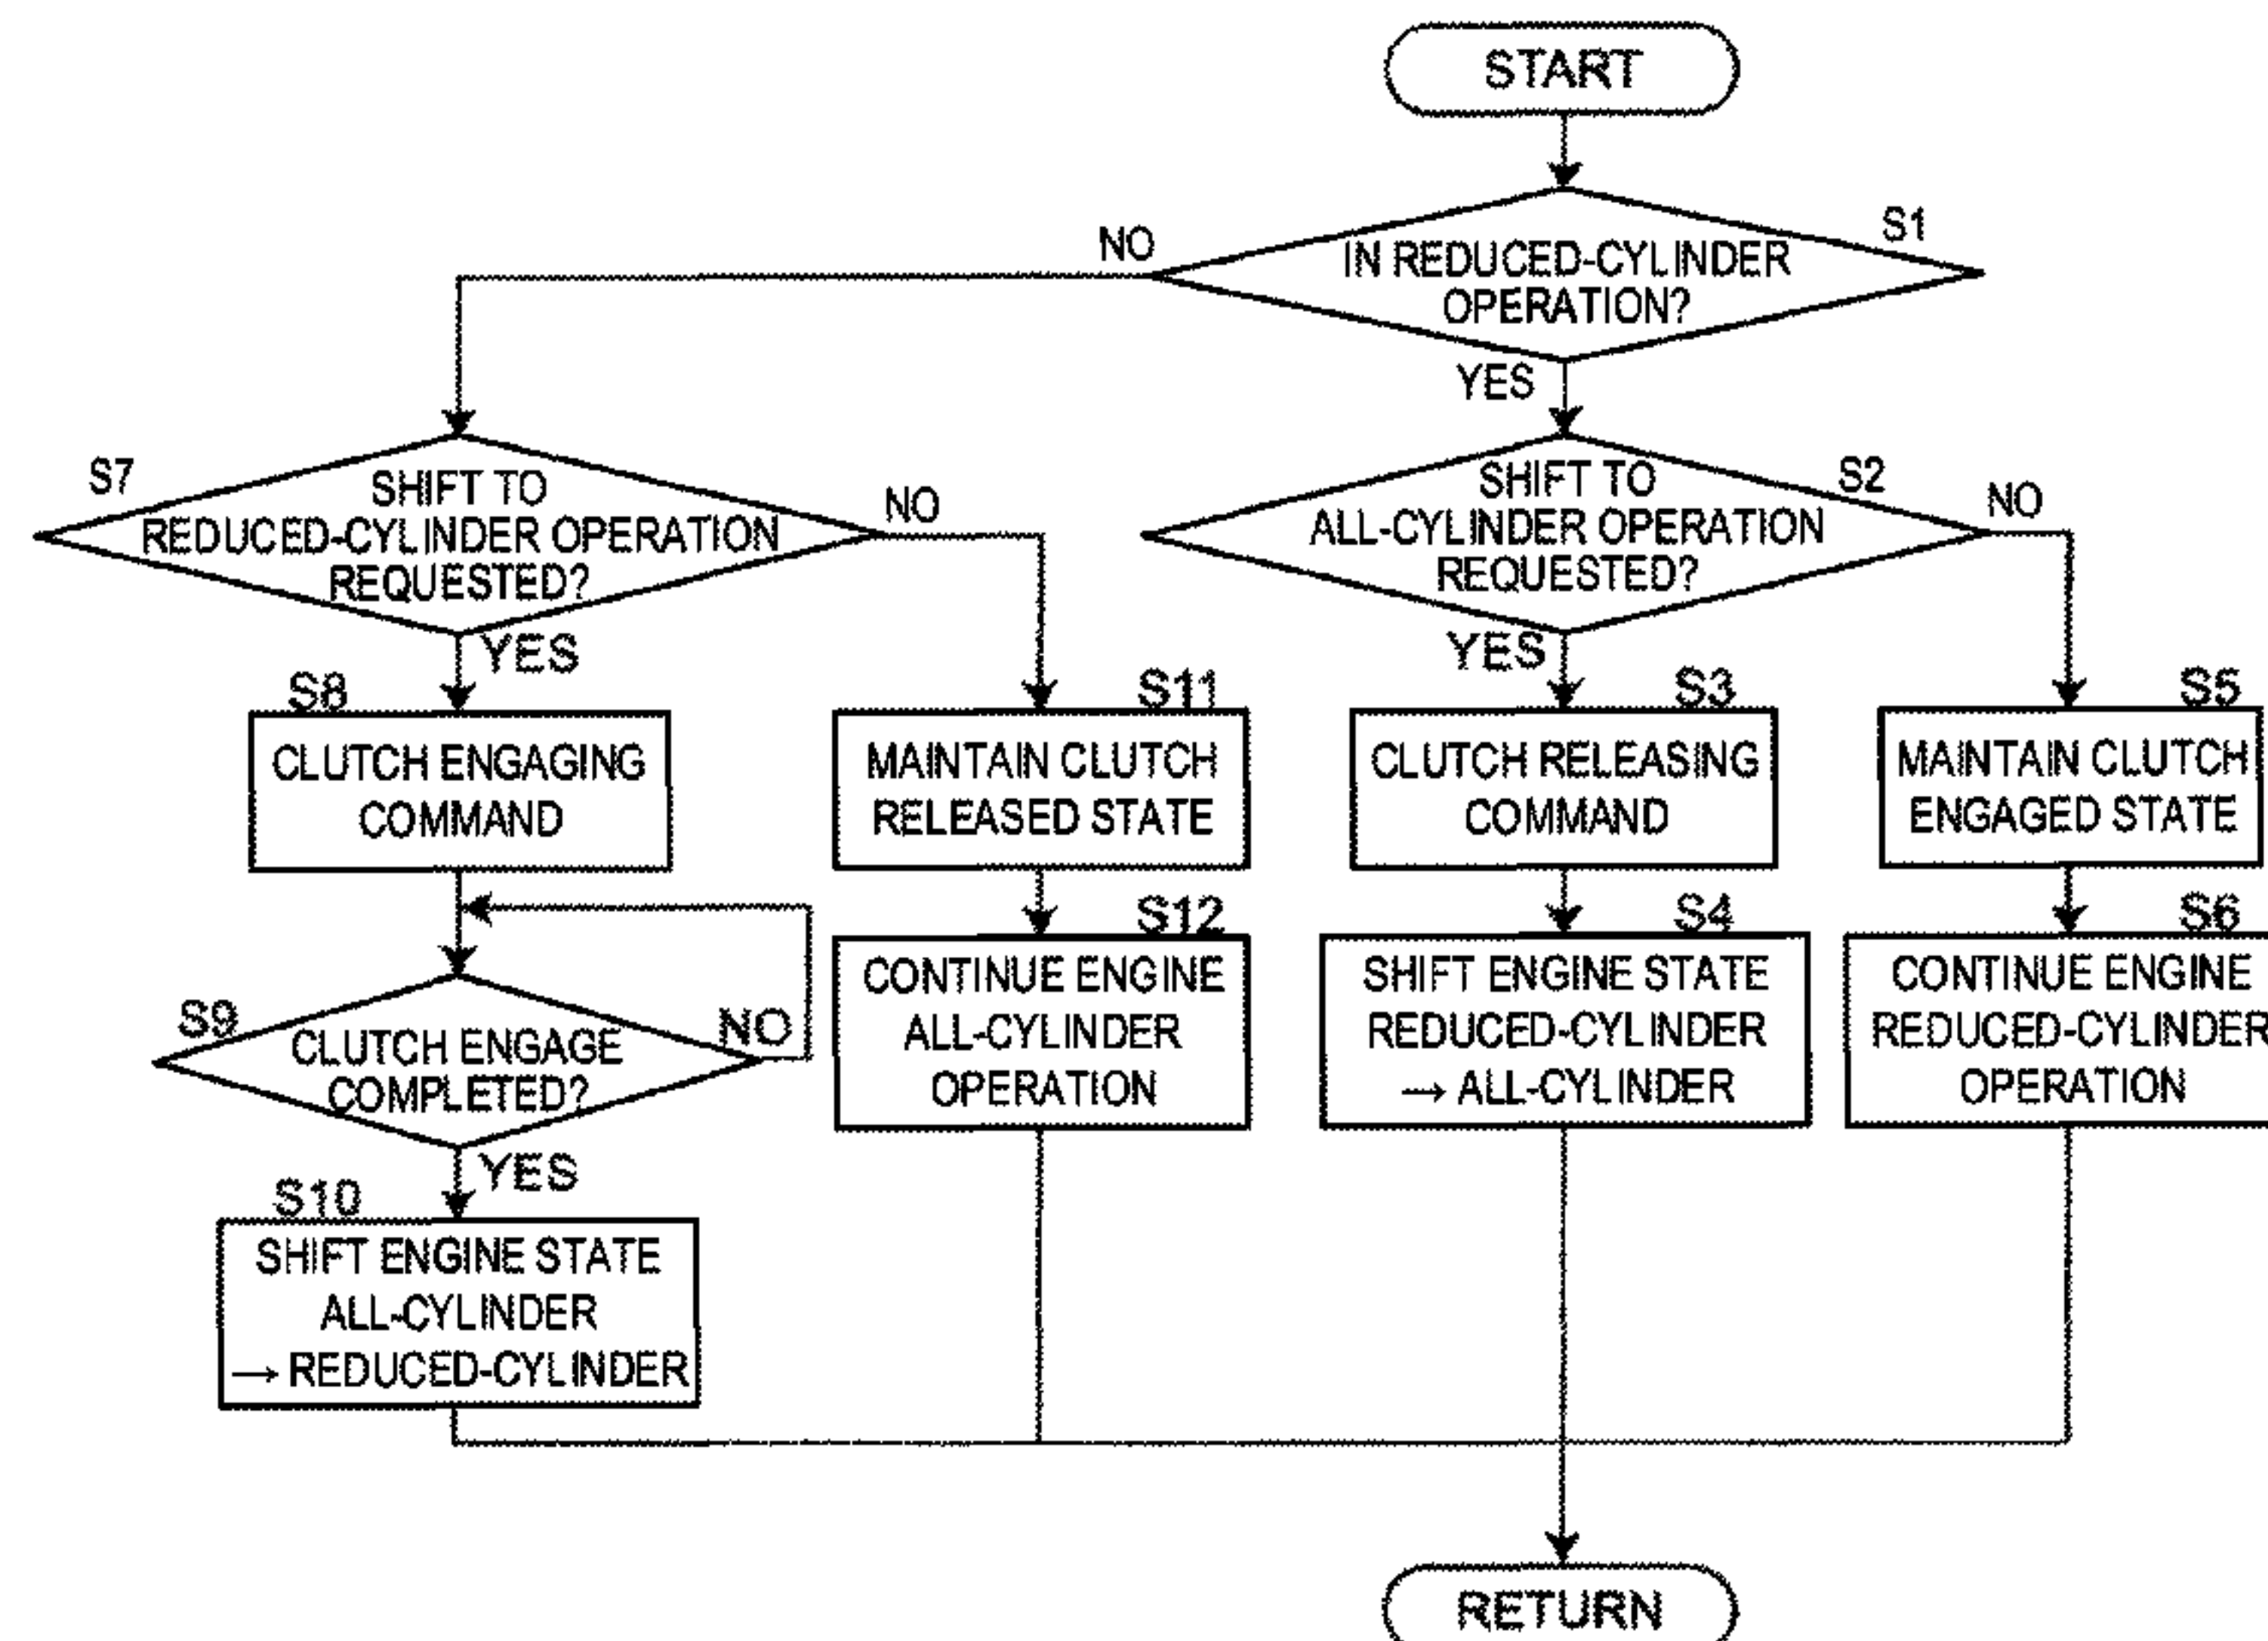 START
S1
NO
IN REDUCED-CYLINDER
OPERATION?
YES
S7
SHIFT TO
REDUCED-CYLINDER OPERATION
REQUESTED?
NO
YES
S2
SHIFT TO
ALL-CYLINDER OPERATION
REQUESTED?
NO
YES
S8
CLUTCH ENGAGING
COMMAND
S11
MAINTAIN CLUTCH
RELEASED STATE
S3
CLUTCH RELEASING
COMMAND
S5
MAINTAIN CLUTCH
ENGAGED STATE
S9
CLUTCH ENGAGE
COMPLETED?
NO
YES
S12
CONTINUE ENGINE
ALL-CYLINDER
OPERATION
S4
SHIFT ENGINE STATE
REDUCED-CYLINDER
→ ALL-CYLINDER
S6
CONTINUE ENGINE
REDUCED-CYLINDER
OPERATION
S10
SHIFT ENGINE STATE
ALL-CYLINDER
→ REDUCED-CYLINDER
RETURN